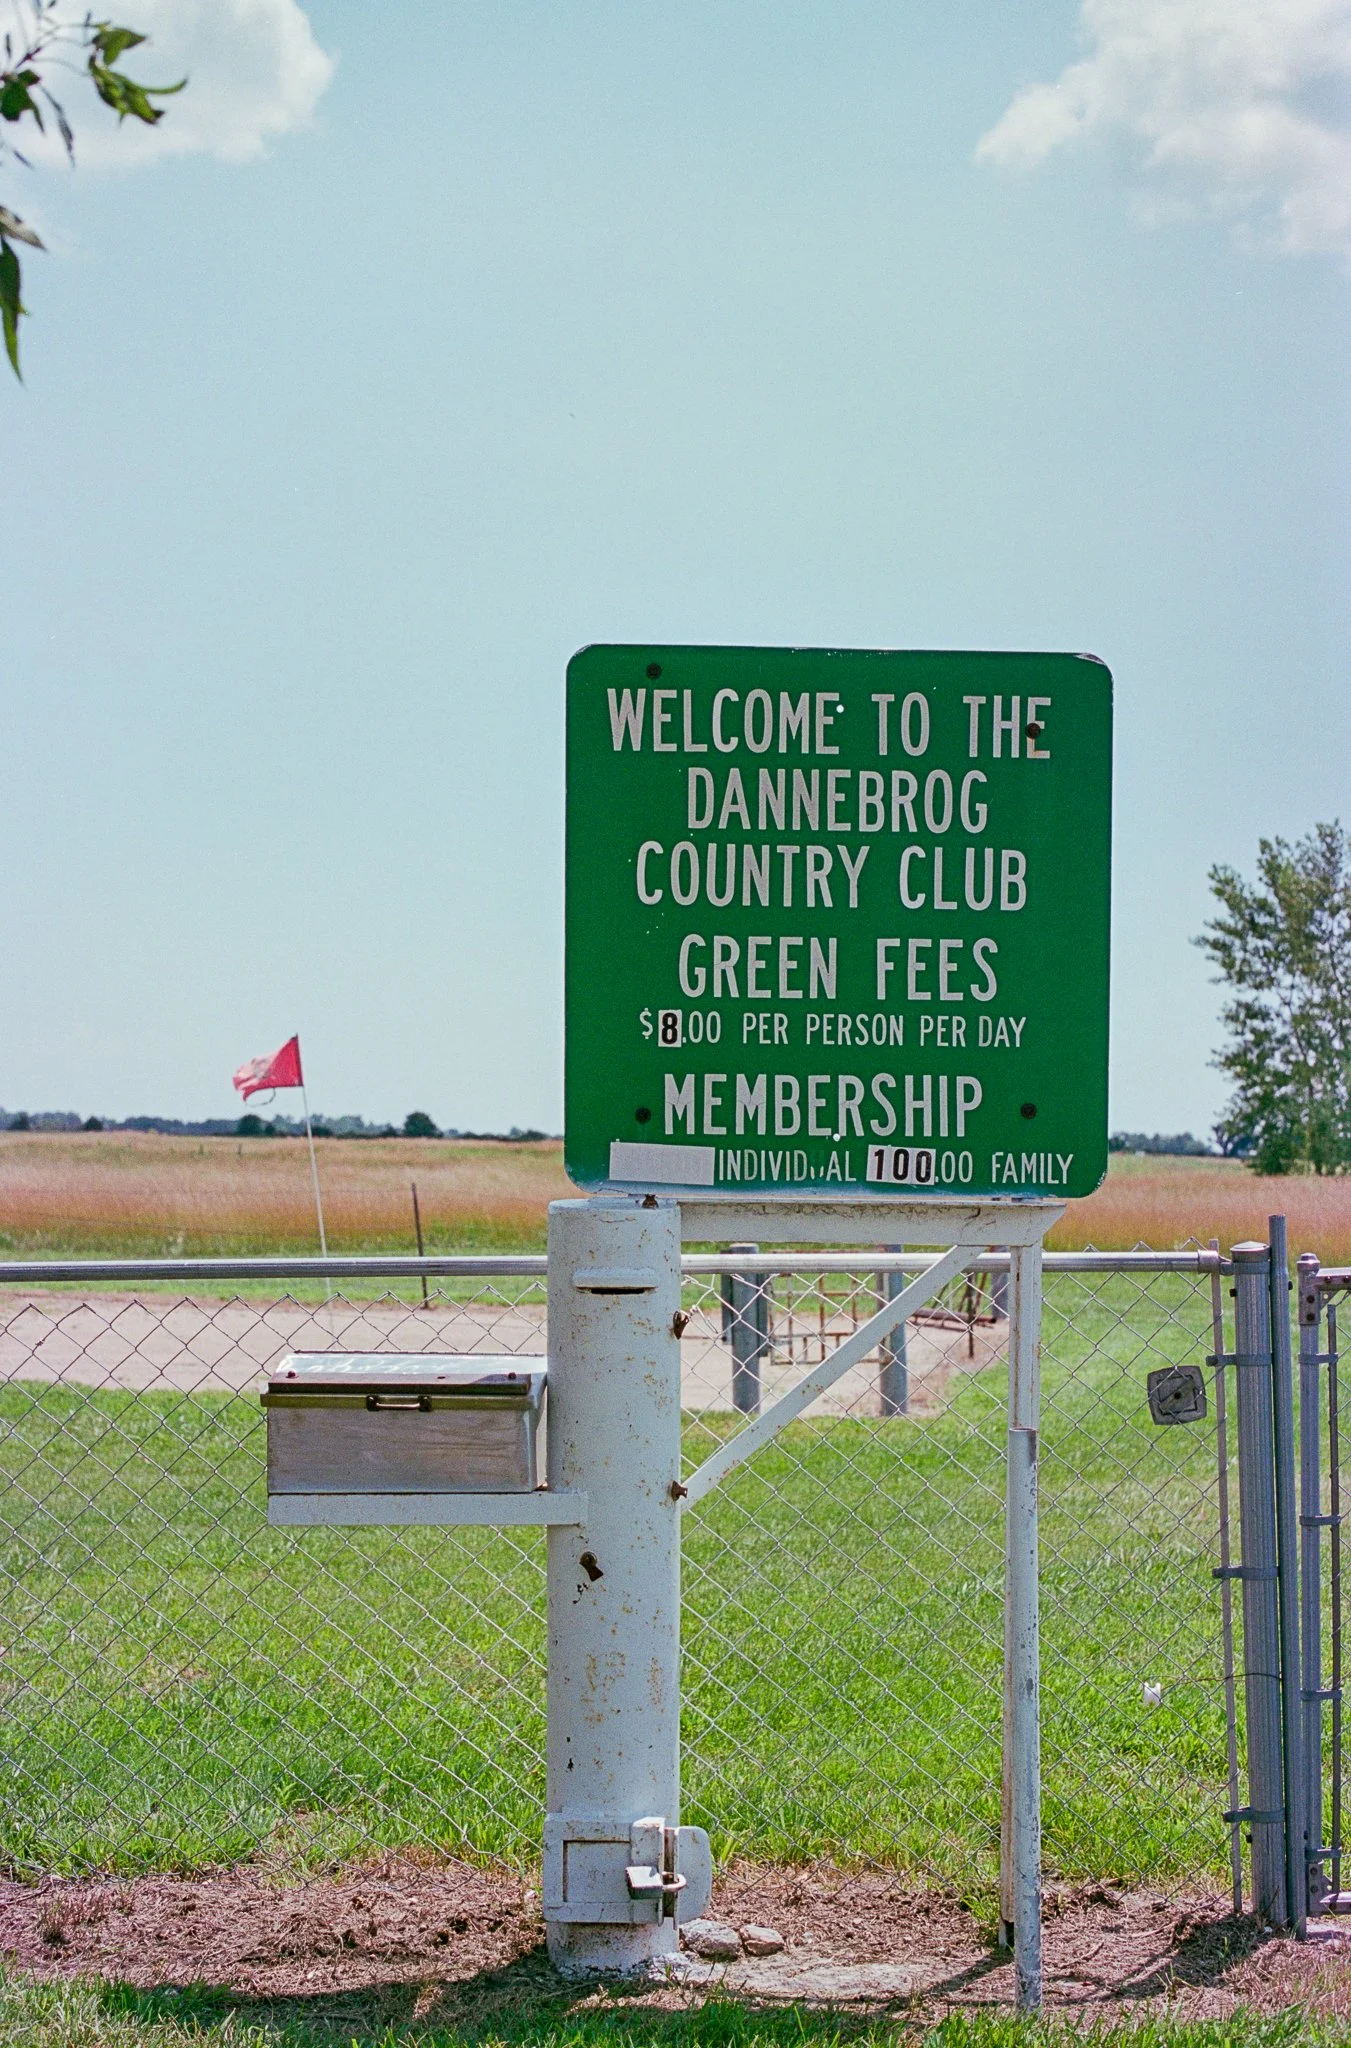 WELCOME TO THE
DANNEBROG
COUNTRY CLUB
GREEN FEES
$8.00 PER PERSON PER DAY
MEMBERSHIP
INDIVIDUAL 100.00 FAMILY